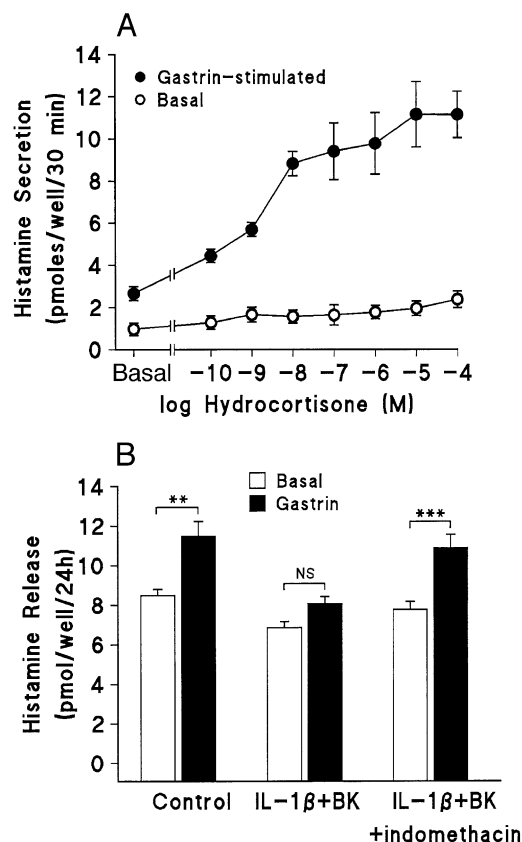 A
Gastrin-stimulated
Basal
Histamine Secretion
(pmoles/well/30 min)
14
12
10
8
6
4
2
0
Basal -10 -9 -8 -7 -6 -5 -4
log Hydrocortisone (M)
B
Basal
Gastrin
Histamine Release
(pmol/well/24h)
14
12
10
8
6
4
2
0
**
NS
***
Control IL-1β+BK IL-1β+BK
+indomethacin